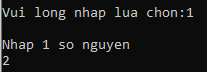 Vui long nhap lua chon:1
Nhap 1 so nguyen
2